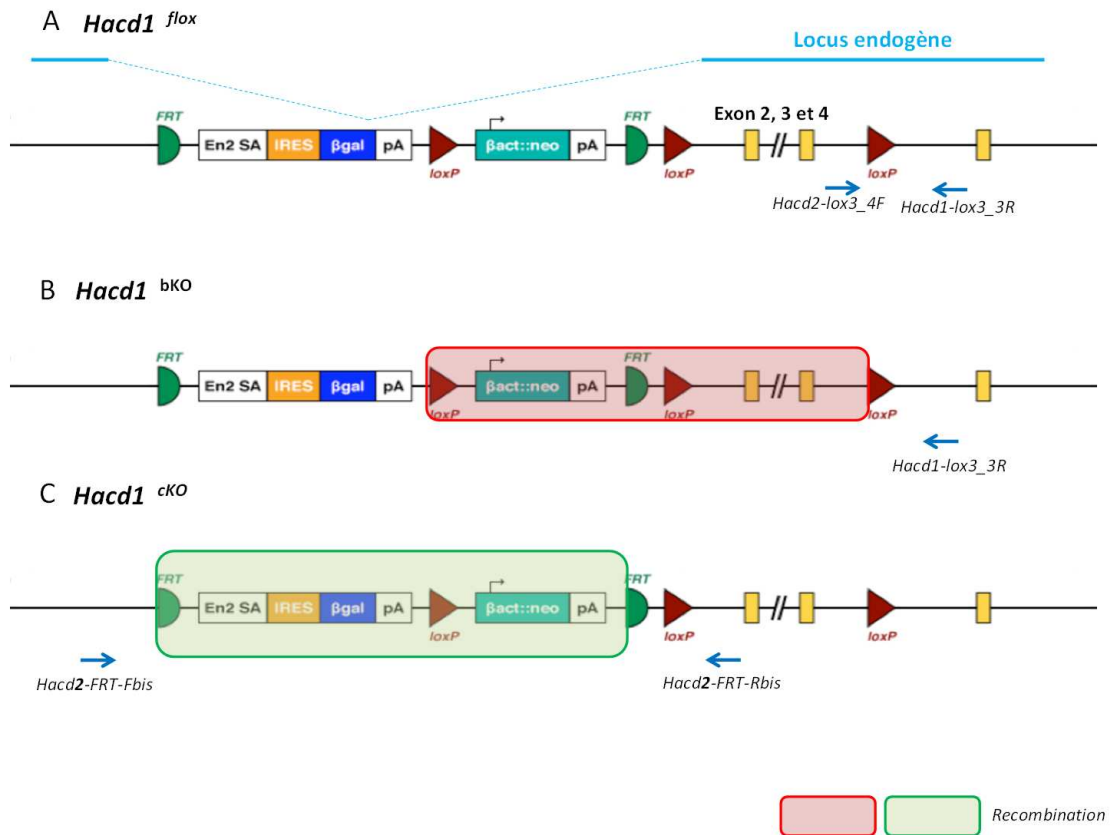 A Hacd1 flox
Locus endogène
FRT FRT Exon 2, 3 et 4
En2 SA IRES βgal pA βact::neo pA
loxP loxP loxP
Hacd2-lox3_4F Hacd1-lox3_3R
B Hacd1 bKO
FRT FRT
En2 SA IRES βgal pA βact::neo pA
loxP loxP loxP
Hacd1-lox3_3R
C Hacd1 cKO
FRT FRT
En2 SA IRES βgal pA βact::neo pA
loxP loxP loxP
Hacd2-FRT-Fbis Hacd2-FRT-Rbis
Recombination